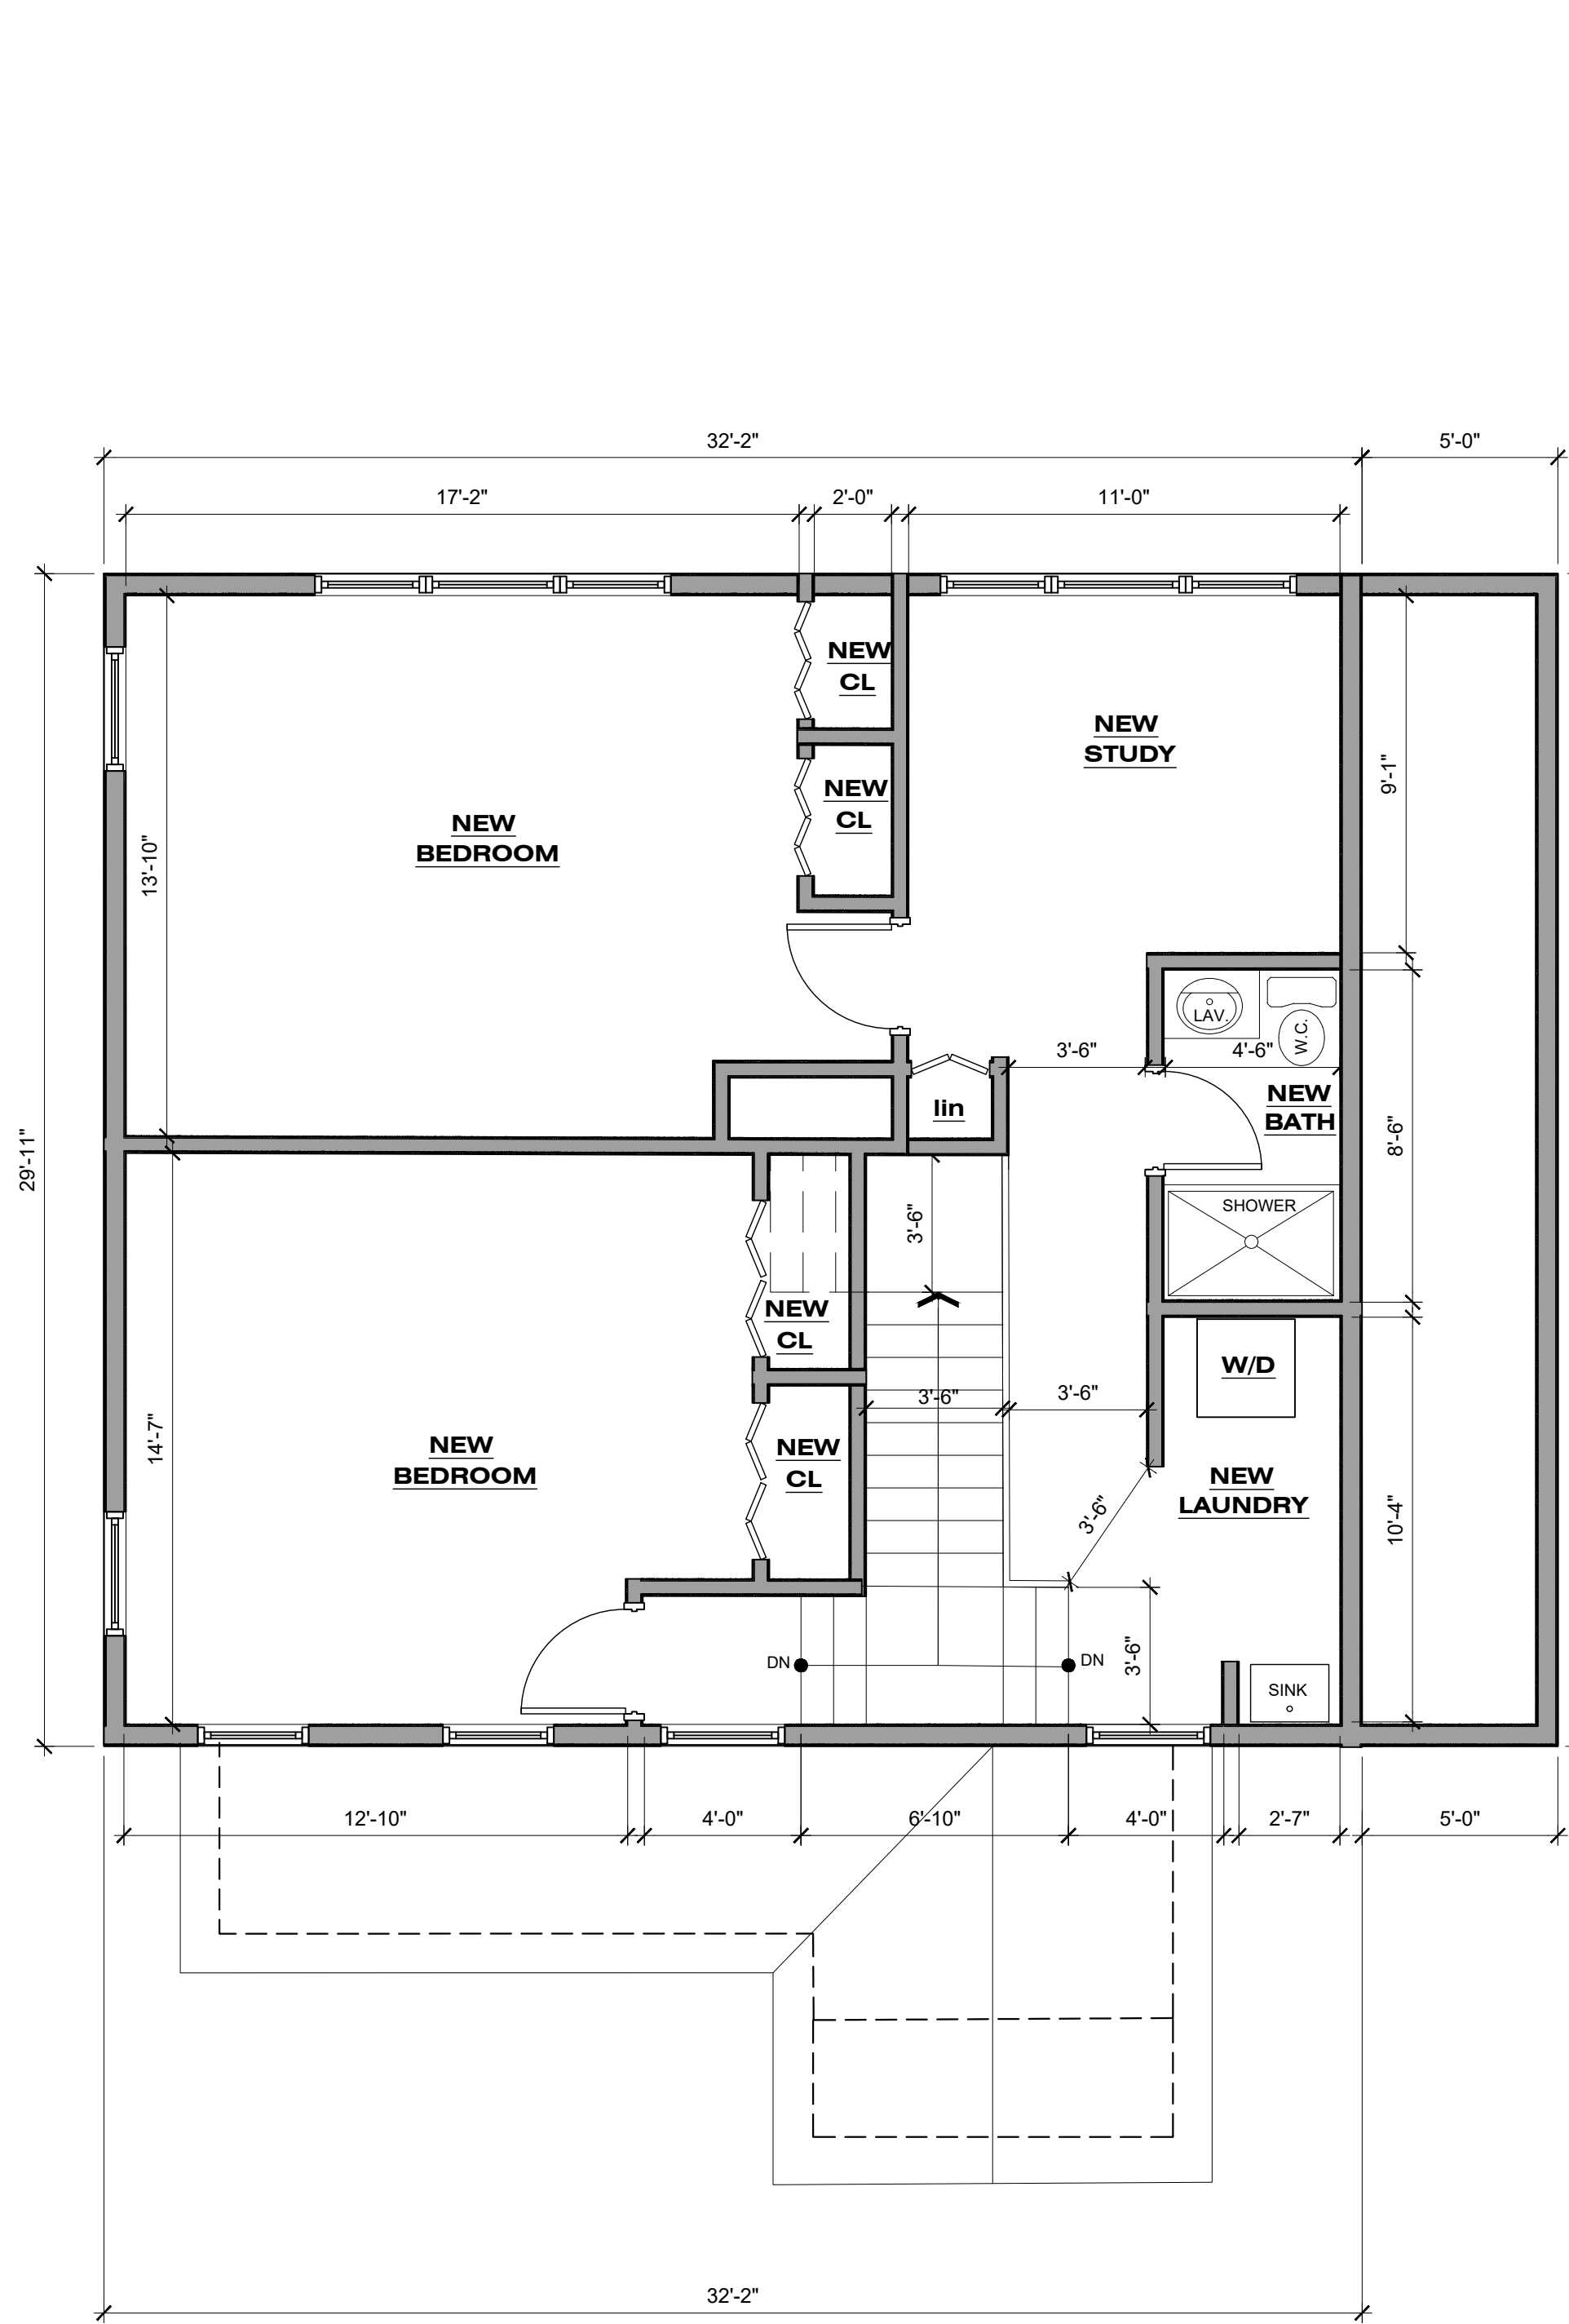 32'-2"
5'-0"
17'-2"
2'-0"
11'-0"
NEW
CL
NEW
STUDY
9'-1"
NEW
CL
NEW
BEDROOM
13'-10"
LAV.
W.C.
3'-6"
4'-6"
NEW
BATH
lin
8'-6"
29'-11"
SHOWER
3'-6"
NEW
CL
W/D
3'-6"
3'-6"
14'-7"
NEW
BEDROOM
NEW
CL
NEW
LAUNDRY
3'-6"
10'-4"
3'-6"
DN
DN
SINK
12'-10"
4'-0"
6'-10"
4'-0"
2'-7"
5'-0"
32'-2"